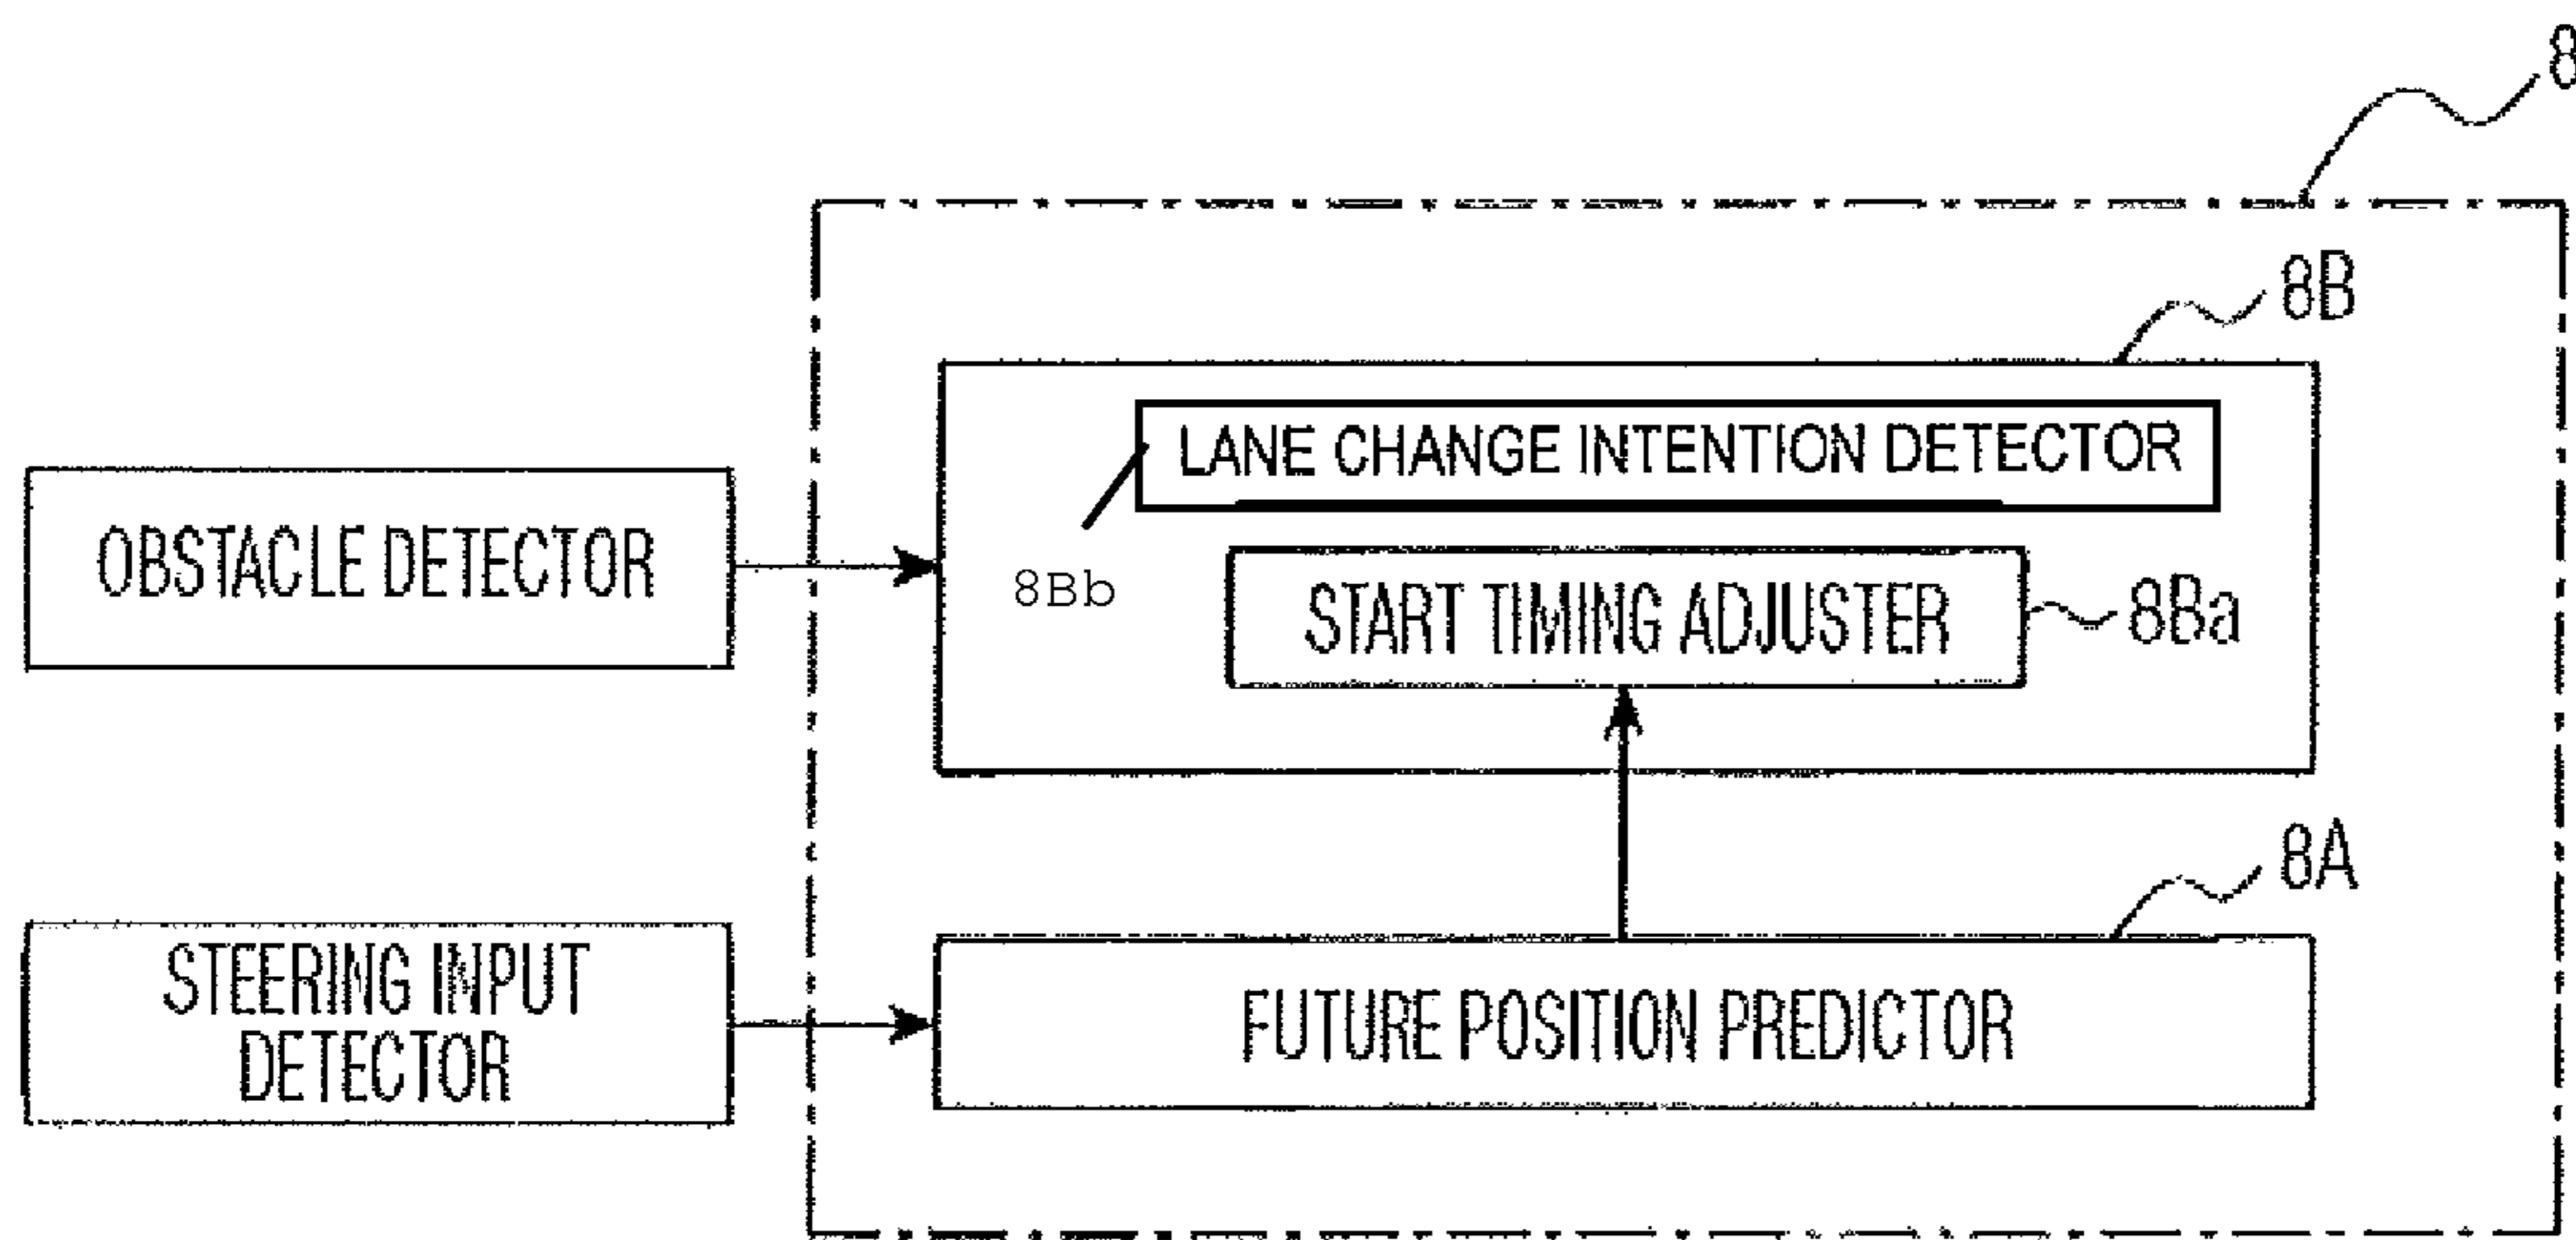 8
8B
LANE CHANGE INTENTION DETECTOR
OBSTACLE DETECTOR
8Bb
START TIMING ADJUSTER
8Ba
8A
STEERING INPUT
DETECTOR
FUTURE POSITION PREDICTOR